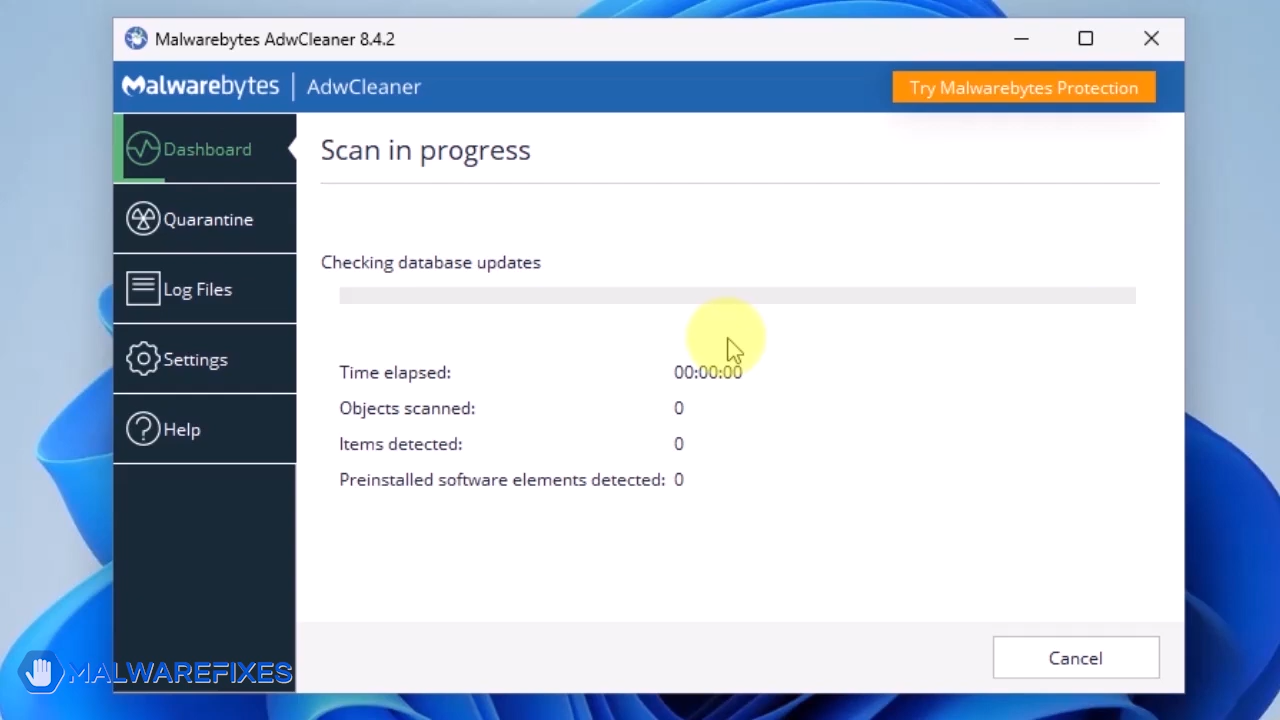 Malwarebytes AdwCleaner 8.4.2
Malwarebytes | AdwCleaner
Try Malwarebytes Protection
Dashboard
Quarantine
Log Files
Settings
Help
Scan in progress
Checking database updates
Time elapsed: 00:00:00
Objects scanned: 0
Items detected: 0
Preinstalled software elements detected: 0
Cancel
MALWAREFIXES